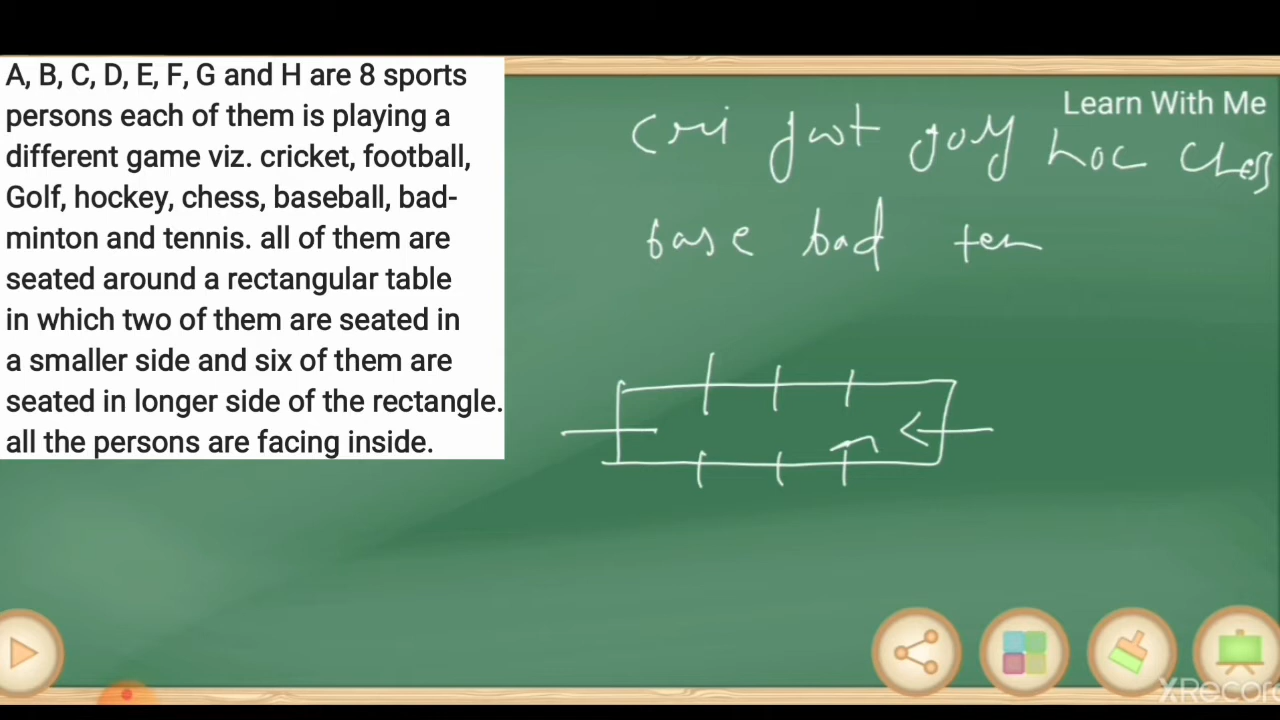 A, B, C, D, E, F, G and H are 8 sports
persons each of them is playing a
different game viz. cricket, football,
Golf, hockey, chess, baseball, bad-
minton and tennis. all of them are
seated around a rectangular table
in which two of them are seated in
a smaller side and six of them are
seated in longer side of the rectangle.
all the persons are facing inside.
Learn With Me
cri foot golf hoc chess
base bad ten
XRecor